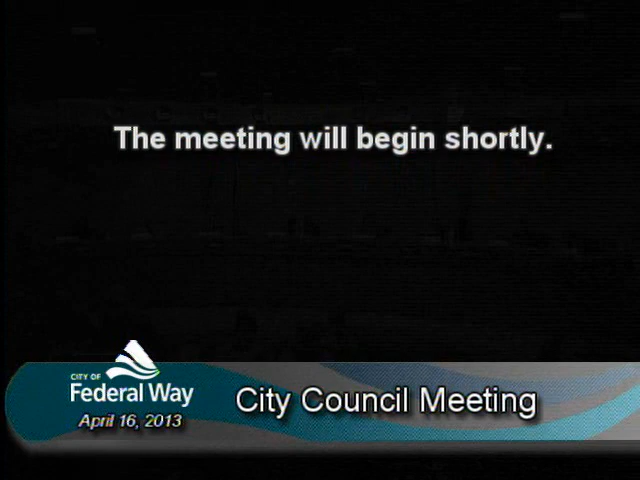 The meeting will begin shortly.
CITY OF
Federal Way
April 16, 2013
City Council Meeting